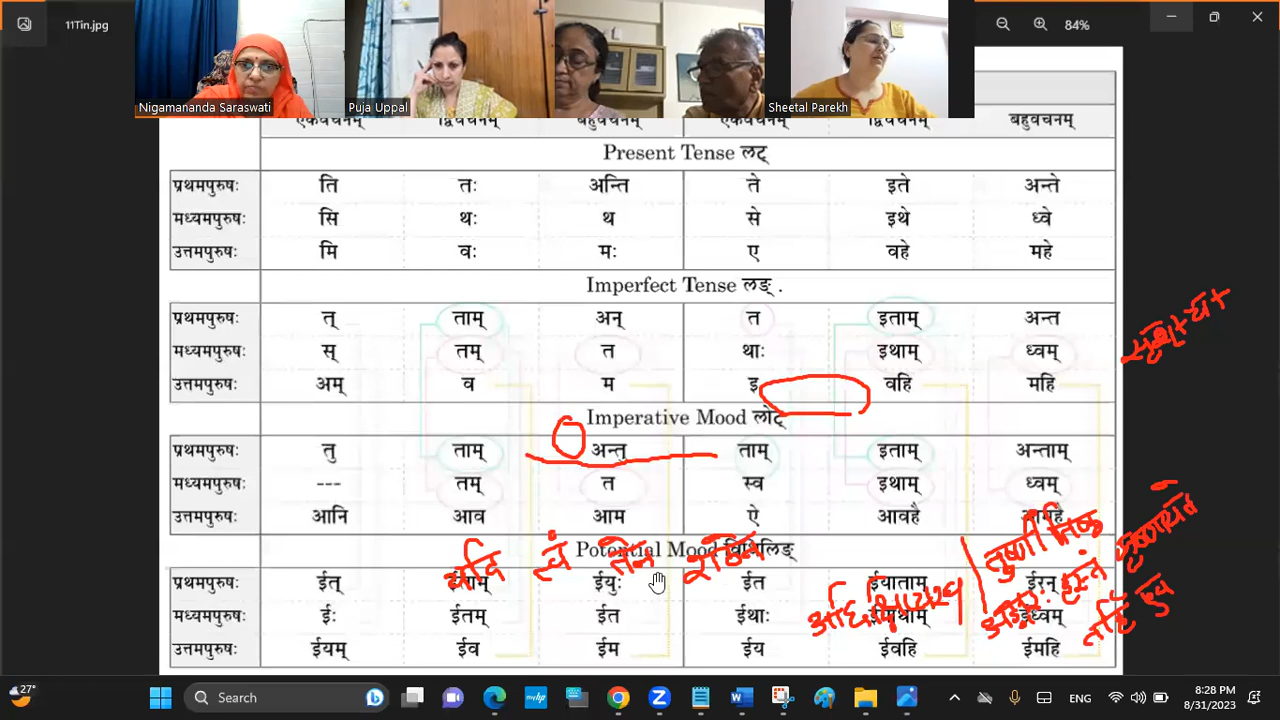 11Tin.jpg
84%
Nigamananda Saraswati
Puja Uppal
Sheetal Parekh
एकवचनम् द्विवचनम् बहुवचनम् एकवचनम् द्विवचनम् बहुवचनम्
Present Tense लट्
प्रथमपुरुषः ति तः अन्ति ते इते अन्ते
मध्यमपुरुषः सि थः थ से इथे ध्वे
उत्तमपुरुषः मि वः मः ए वहे महे
Imperfect Tense लङ् .
प्रथमपुरुषः त् ताम् अन् त इताम् अन्त
मध्यमपुरुषः स् तम् त थाः इथाम् ध्वम्
उत्तमपुरुषः अम् व म इ वहि महि
Imperative Mood लोट्
प्रथमपुरुषः तु ताम् अन्तु ताम् इताम् अन्ताम्
मध्यमपुरुषः --- तम् त स्व इथाम् ध्वम्
उत्तमपुरुषः आनि आव आम ऐ आवहै आमहै
Potential Mood विधिलिङ्
यदि त्वं तेन
प्रथमपुरुषः ईत् ईताम् ईयुः ईत ईयाताम् ईरन्
मध्यमपुरुषः ईः ईतम् ईत ईथाः ईयाथाम् ईध्वम्
उत्तमपुरुषः ईयम् ईव ईम ईय ईवहि ईमहि
27°
Search
ENG
8:28 PM
8/31/2023